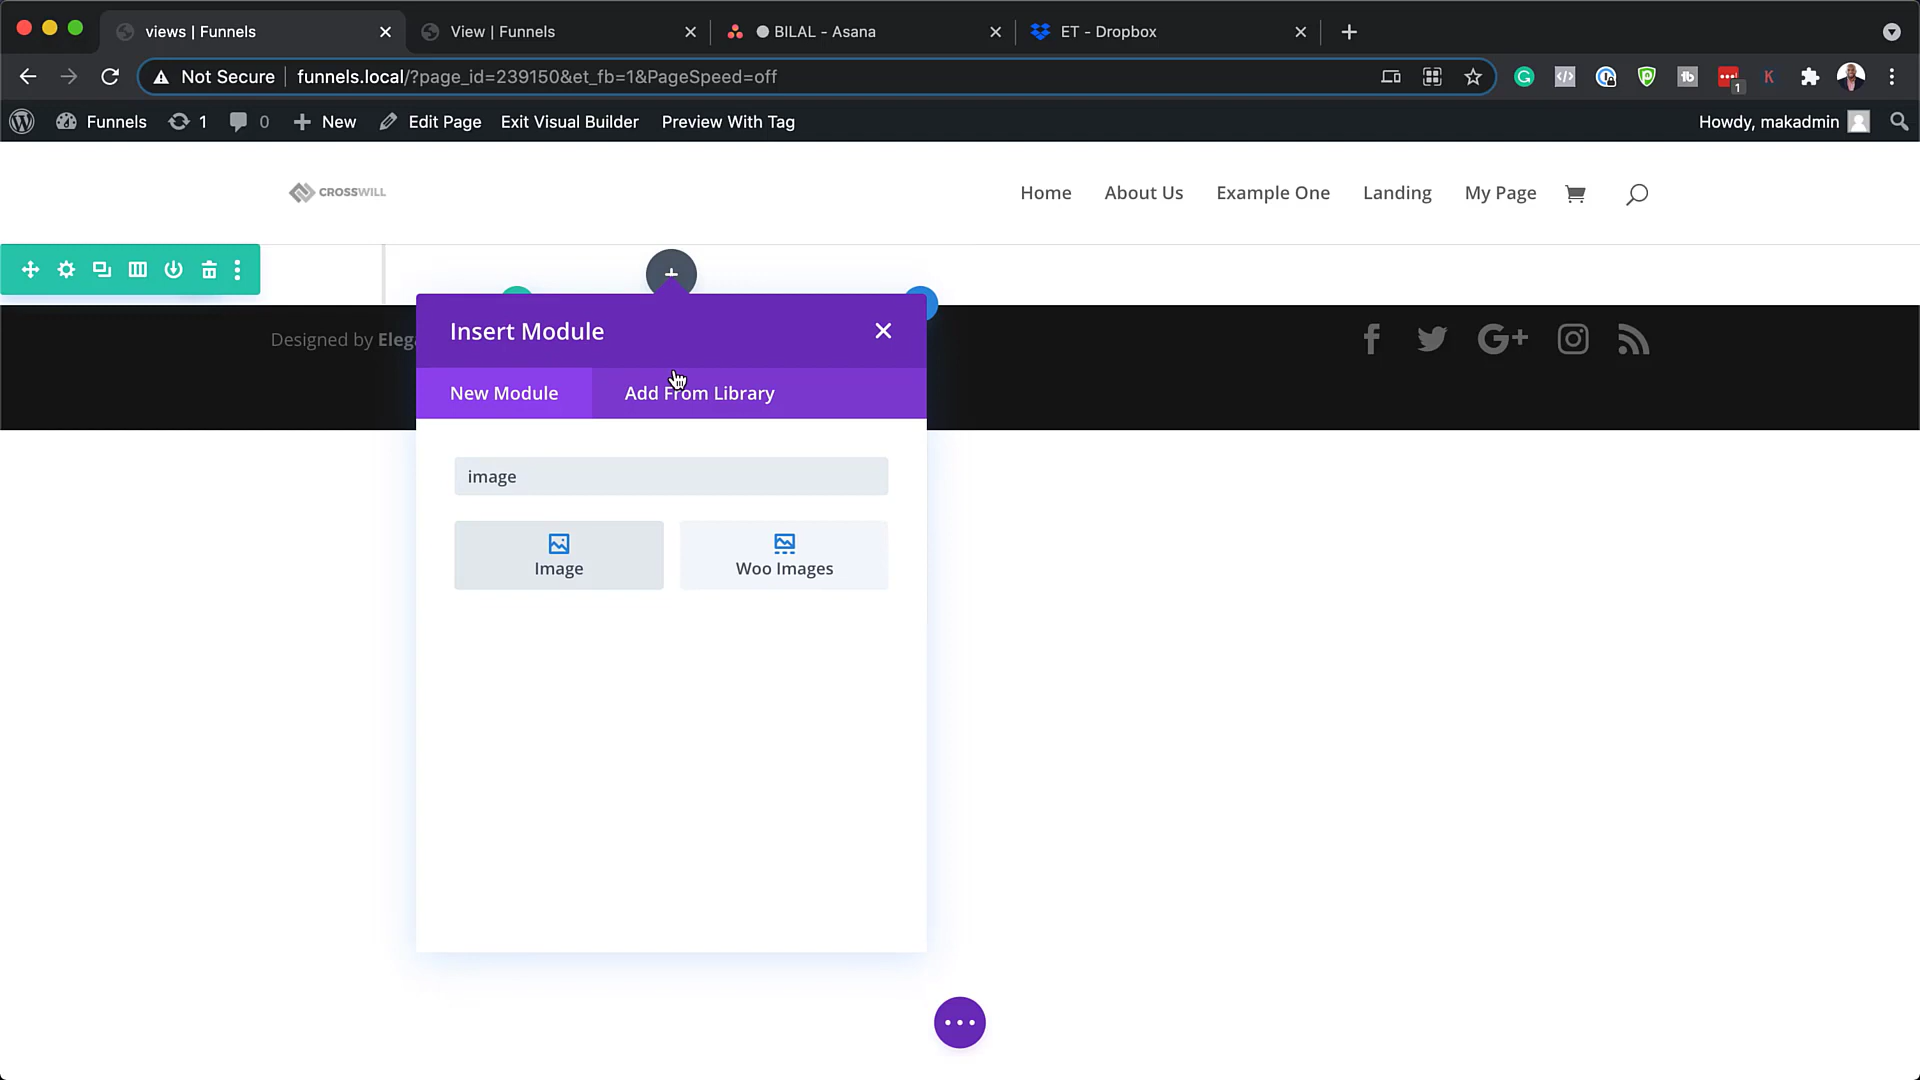 views | Funnels
View | Funnels
BILAL - Asana
ET - Dropbox
Not Secure
funnels.local/?page_id=239150&et_fb=1&PageSpeed=off
1
Funnels
1
0
New
Edit Page
Exit Visual Builder
Preview With Tag
Howdy, makadmin
CROSSWILL
Home
About Us
Example One
Landing
My Page
Designed by Elega
Insert Module
New Module
Add From Library
image
Image
Woo Images